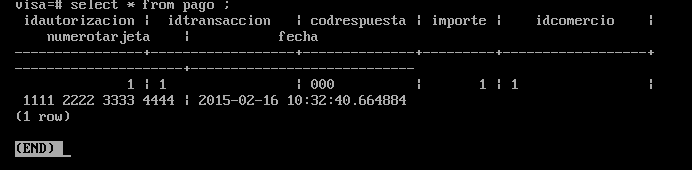 visa=# select * from pago ;
idautorizacion | idtransaccion | codrespuesta | importe | idcomercio |
numerotarjeta | fecha
----------------+------------------+--------------+---------+------------------+
---------------------+----------------------------
1 | 1 | 000 | 1 | 1 |
1111 2222 3333 4444 | 2015-02-16 10:32:40.664884
(1 row)
(END)